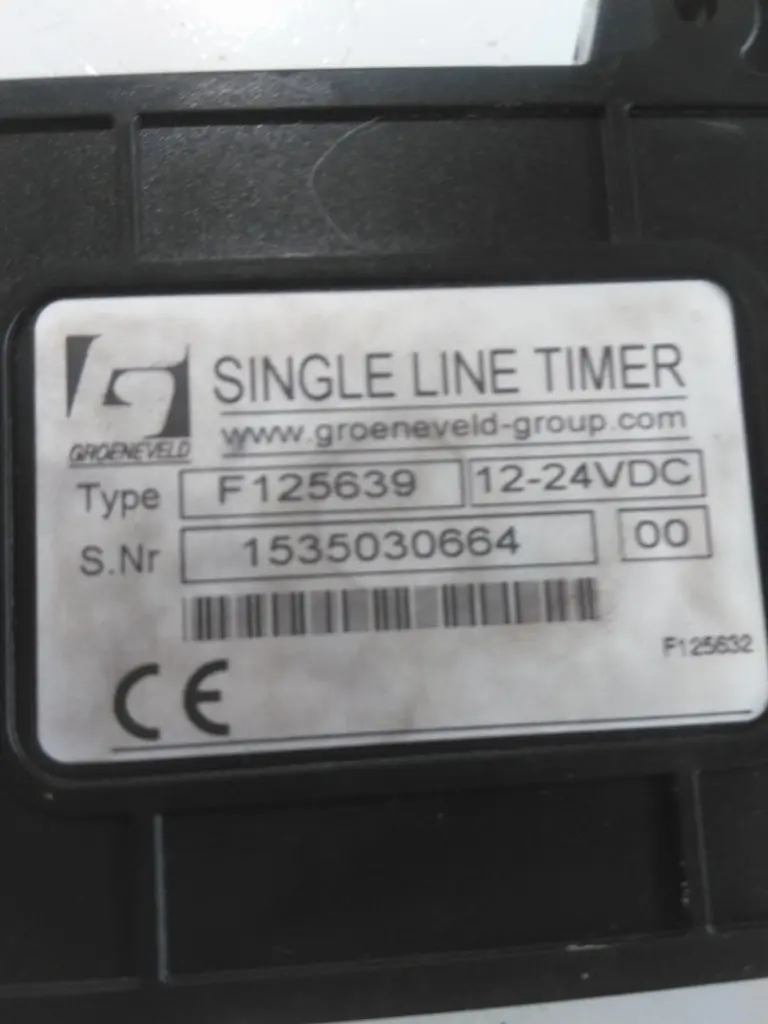 SINGLE LINE TIMER
www.groeneveld-group.com
GROENEVELD
Type F125639 12-24VDC
S.Nr 1535030664 00
F125632
CE